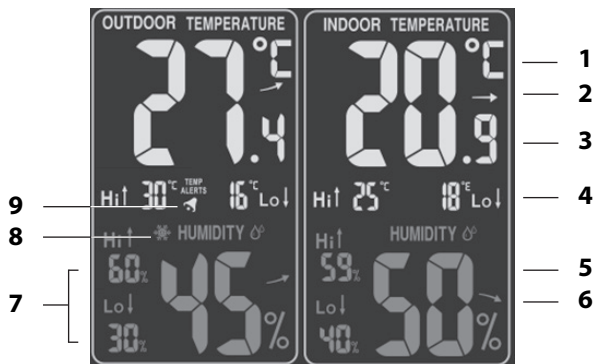 OUTDOOR TEMPERATURE
27.4 °C
Hi↑ 30°C TEMP ALERTS 16°C Lo↓
HUMIDITY
Hi↑
60%
Lo↓
30%
45%
INDOOR TEMPERATURE
20.9 °C
Hi↑ 25°C 18°E Lo↓
HUMIDITY
Hi↑
59%
Lo↓
40%
50%
1
2
3
4
5
6
9
8
7